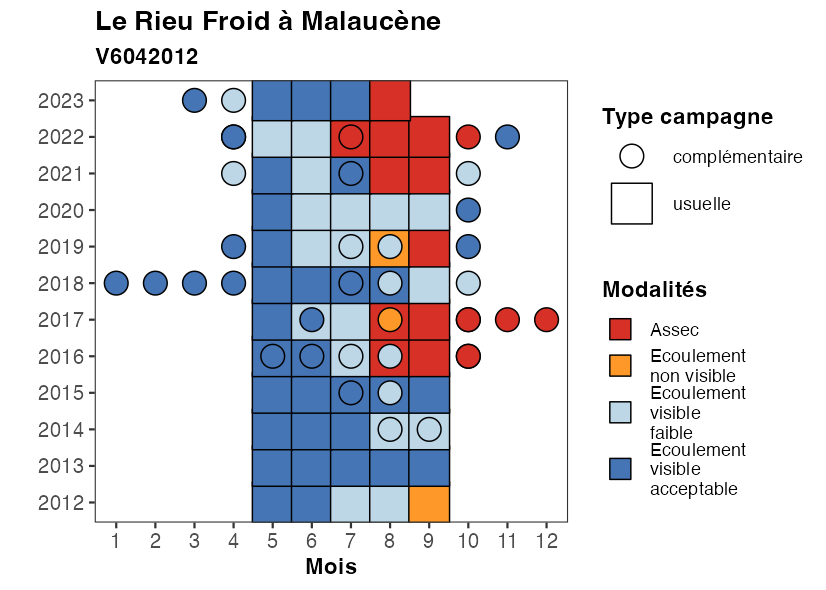 Le Rieu Froid à Malaucène
V6042012
2023
2022
2021
2020
2019
2018
2017
2016
2015
2014
2013
2012
1 2 3 4 5 6 7 8 9 10 11 12
Mois
Type campagne
complémentaire
usuelle
Modalités
Assec
Ecoulement
non visible
Ecoulement
visible
faible
Ecoulement
visible
acceptable